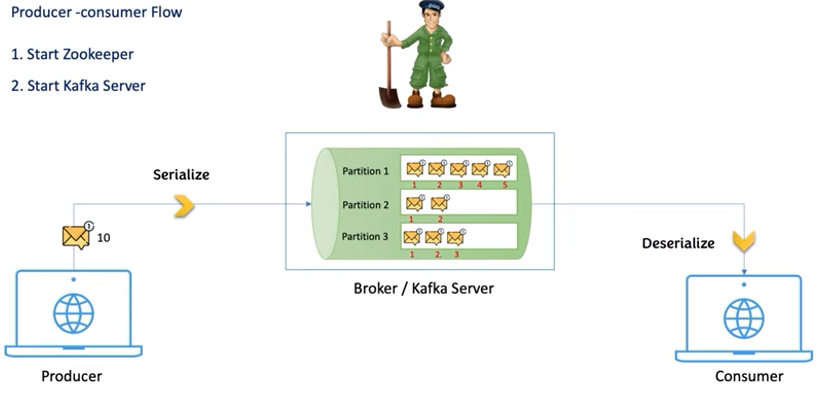 Producer -consumer Flow
1. Start Zookeeper
2. Start Kafka Server
Serialize
10
Partition 1
1 2 3 4 5
Partition 2
1 2
Partition 3
1 2. 3
Deserialize
Broker / Kafka Server
Producer
Consumer